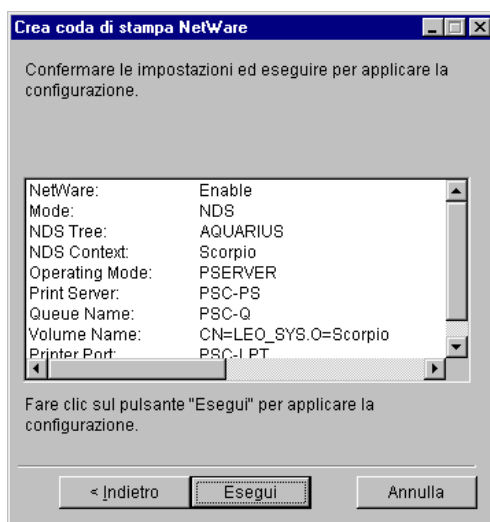 Crea coda di stampa NetWare
Confermare le impostazioni ed eseguire per applicare la
configurazione.
NetWare: Enable
Mode: NDS
NDS Tree: AQUARIUS
NDS Context: Scorpio
Operating Mode: PSERVER
Print Server: PSC-PS
Queue Name: PSC-Q
Volume Name: CN=LEO_SYS.O=Scorpio
Printer Port: PSC-LPT
Fare clic sul pulsante "Esegui" per applicare la
configurazione.
< Indietro Esegui Annulla